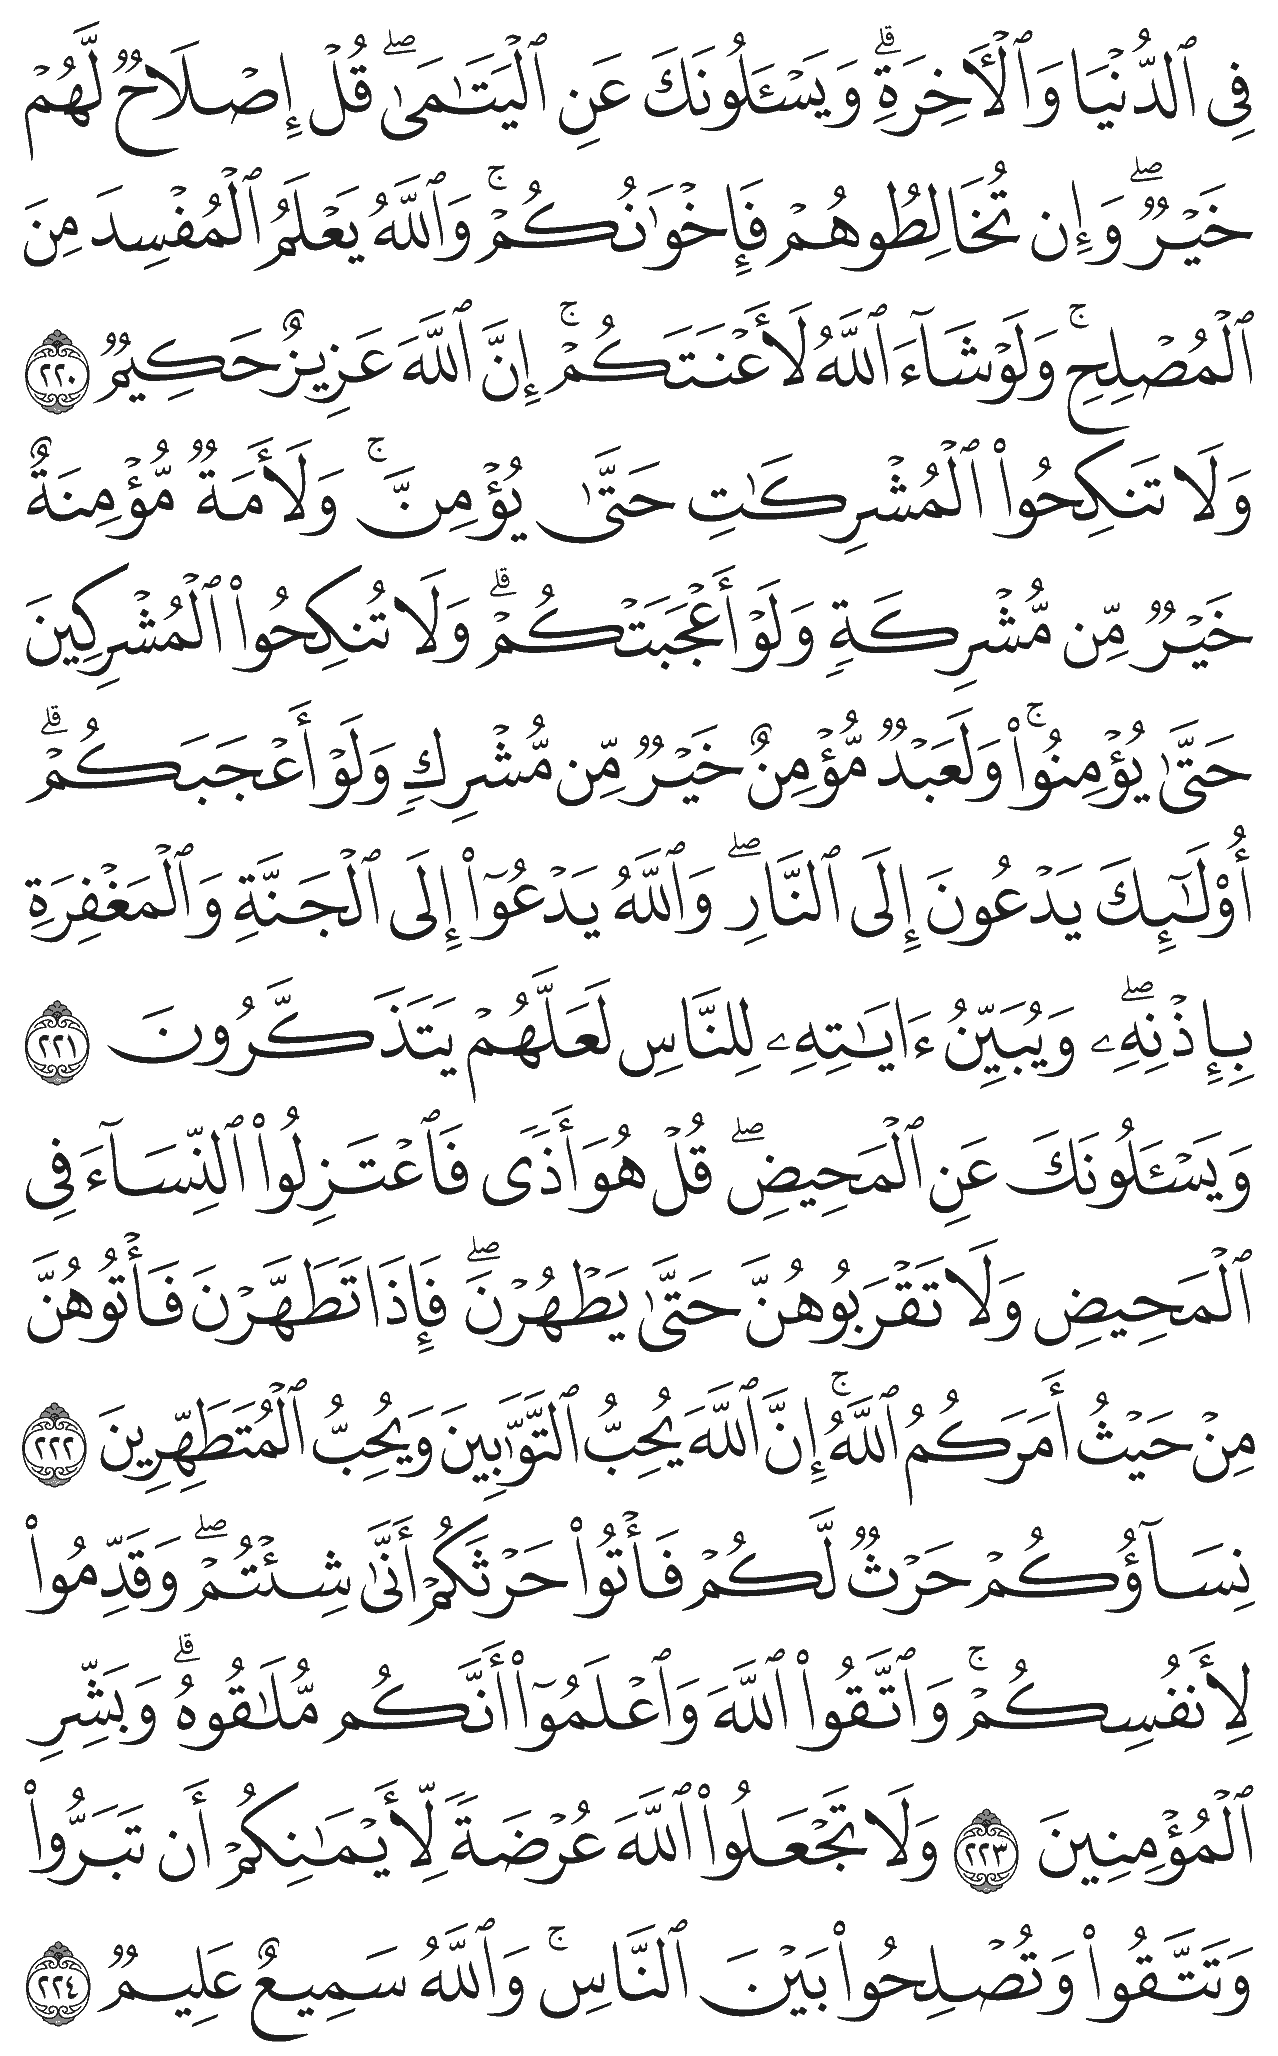 فِى ٱلدُّنْيَا وَٱلْـَٔاخِرَةِ ۗ وَيَسْـَٔلُونَكَ عَنِ ٱلْيَتَـٰمَىٰ ۖ قُلْ إِصْلَاحٌ لَّهُمْ
خَيْرٌ ۖ وَإِن تُخَالِطُوهُمْ فَإِخْوَٰنُكُمْ ۚ وَٱللَّهُ يَعْلَمُ ٱلْمُفْسِدَ مِنَ
ٱلْمُصْلِحِ ۚ وَلَوْ شَآءَ ٱللَّهُ لَأَعْنَتَكُمْ ۚ إِنَّ ٱللَّهَ عَزِيزٌ حَكِيمٌ ٢٢٠
وَلَا تَنكِحُوا۟ ٱلْمُشْرِكَـٰتِ حَتَّىٰ يُؤْمِنَّ ۚ وَلَأَمَةٌ مُّؤْمِنَةٌ
خَيْرٌ مِّن مُّشْرِكَةٍ وَلَوْ أَعْجَبَتْكُمْ ۗ وَلَا تُنكِحُوا۟ ٱلْمُشْرِكِينَ
حَتَّىٰ يُؤْمِنُوا۟ ۚ وَلَعَبْدٌ مُّؤْمِنٌ خَيْرٌ مِّن مُّشْرِكٍ وَلَوْ أَعْجَبَكُمْ ۗ
أُو۟لَـٰٓئِكَ يَدْعُونَ إِلَى ٱلنَّارِ ۖ وَٱللَّهُ يَدْعُوٓا۟ إِلَى ٱلْجَنَّةِ وَٱلْمَغْفِرَةِ
بِإِذْنِهِۦ ۖ وَيُبَيِّنُ ءَايَـٰتِهِۦ لِلنَّاسِ لَعَلَّهُمْ يَتَذَكَّرُونَ ٢٢١
وَيَسْـَٔلُونَكَ عَنِ ٱلْمَحِيضِ ۖ قُلْ هُوَ أَذًى فَٱعْتَزِلُوا۟ ٱلنِّسَآءَ فِى
ٱلْمَحِيضِ وَلَا تَقْرَبُوهُنَّ حَتَّىٰ يَطْهُرْنَ ۖ فَإِذَا تَطَهَّرْنَ فَأْتُوهُنَّ
مِنْ حَيْثُ أَمَرَكُمُ ٱللَّهُ ۚ إِنَّ ٱللَّهَ يُحِبُّ ٱلتَّوَّٰبِينَ وَيُحِبُّ ٱلْمُتَطَهِّرِينَ ٢٢٢
نِسَآؤُكُمْ حَرْثٌ لَّكُمْ فَأْتُوا۟ حَرْثَكُمْ أَنَّىٰ شِئْتُمْ ۖ وَقَدِّمُوا۟
لِأَنفُسِكُمْ ۚ وَٱتَّقُوا۟ ٱللَّهَ وَٱعْلَمُوٓا۟ أَنَّكُم مُّلَـٰقُوهُ ۗ وَبَشِّرِ
ٱلْمُؤْمِنِينَ ٢٢٣ وَلَا تَجْعَلُوا۟ ٱللَّهَ عُرْضَةً لِّأَيْمَـٰنِكُمْ أَن تَبَرُّوا۟
وَتَتَّقُوا۟ وَتُصْلِحُوا۟ بَيْنَ ٱلنَّاسِ ۚ وَٱللَّهُ سَمِيعٌ عَلِيمٌ ٢٢٤